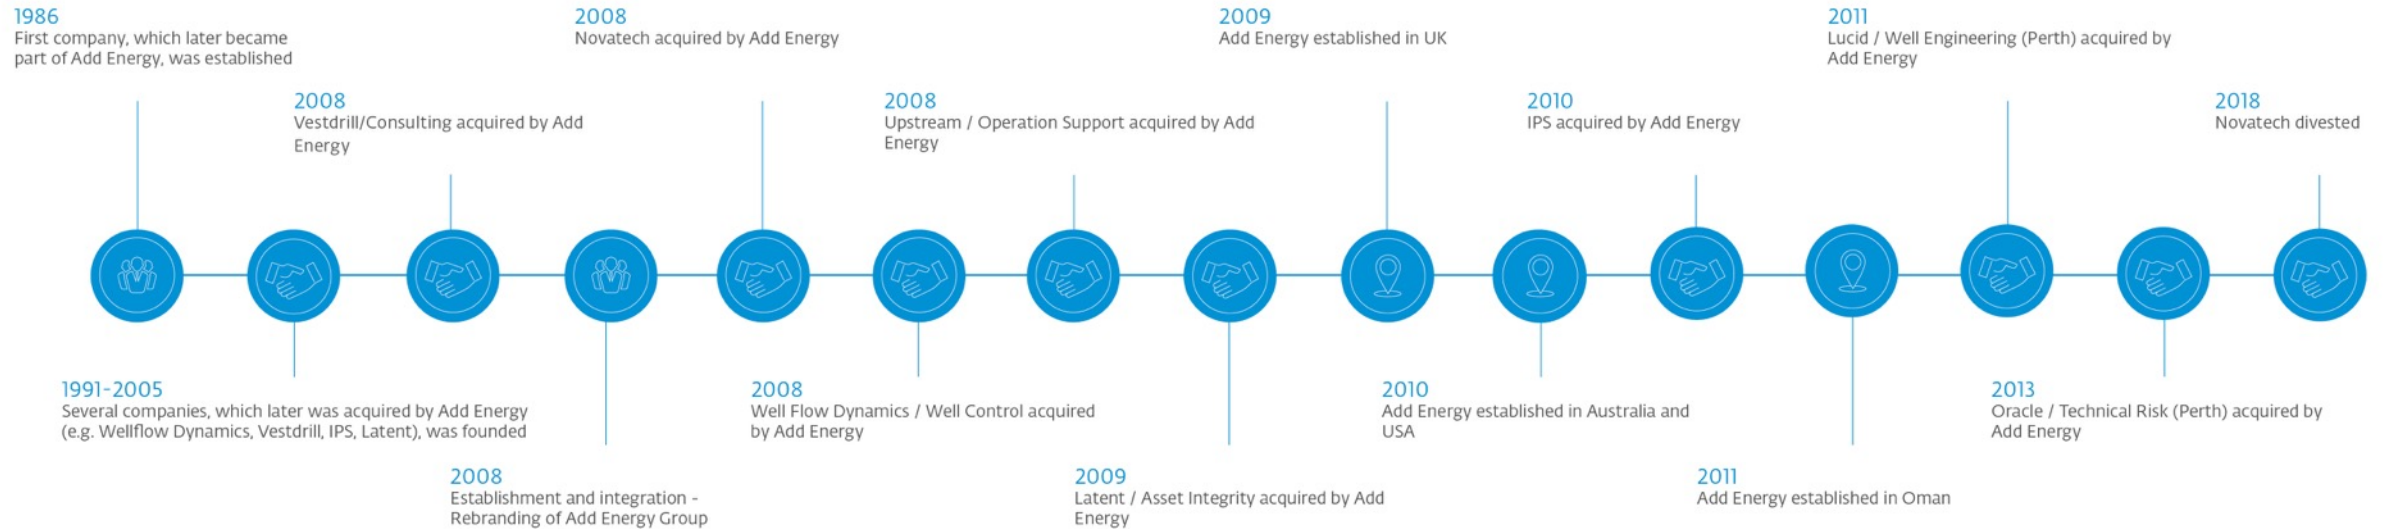 1986
First company, which later became
part of Add Energy, was established
1991-2005
Several companies, which later was acquired by Add Energy
(e.g. Wellflow Dynamics, Vestdrill, IPS, Latent), was founded
2008
Vestdrill/Consulting acquired by Add
Energy
2008
Establishment and integration -
Rebranding of Add Energy Group
2008
Novatech acquired by Add Energy
2008
Well Flow Dynamics / Well Control acquired
by Add Energy
2008
Upstream / Operation Support acquired by Add
Energy
2009
Latent / Asset Integrity acquired by Add
Energy
2009
Add Energy established in UK
2010
Add Energy established in Australia and
USA
2010
IPS acquired by Add Energy
2011
Add Energy established in Oman
2011
Lucid / Well Engineering (Perth) acquired by
Add Energy
2013
Oracle / Technical Risk (Perth) acquired by
Add Energy
2018
Novatech divested